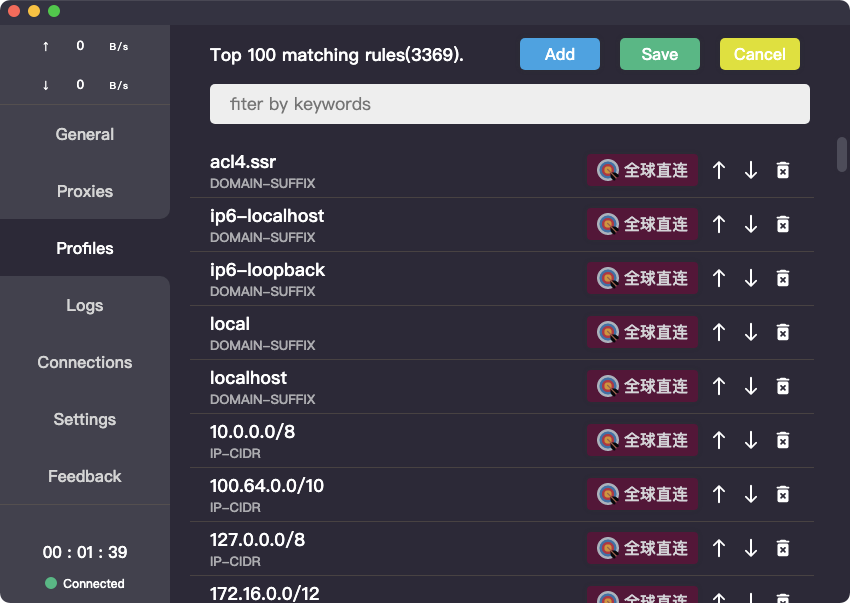 ↑ 0 B/s
↓ 0 B/s
General
Proxies
Profiles
Logs
Connections
Settings
Feedback
00 : 01 : 39
Connected
Top 100 matching rules(3369).
Add
Save
Cancel
fiter by keywords
acl4.ssr
DOMAIN-SUFFIX
全球直连
ip6-localhost
DOMAIN-SUFFIX
全球直连
ip6-loopback
DOMAIN-SUFFIX
全球直连
local
DOMAIN-SUFFIX
全球直连
localhost
DOMAIN-SUFFIX
全球直连
10.0.0.0/8
IP-CIDR
全球直连
100.64.0.0/10
IP-CIDR
全球直连
127.0.0.0/8
IP-CIDR
全球直连
172.16.0.0/12
全球直连